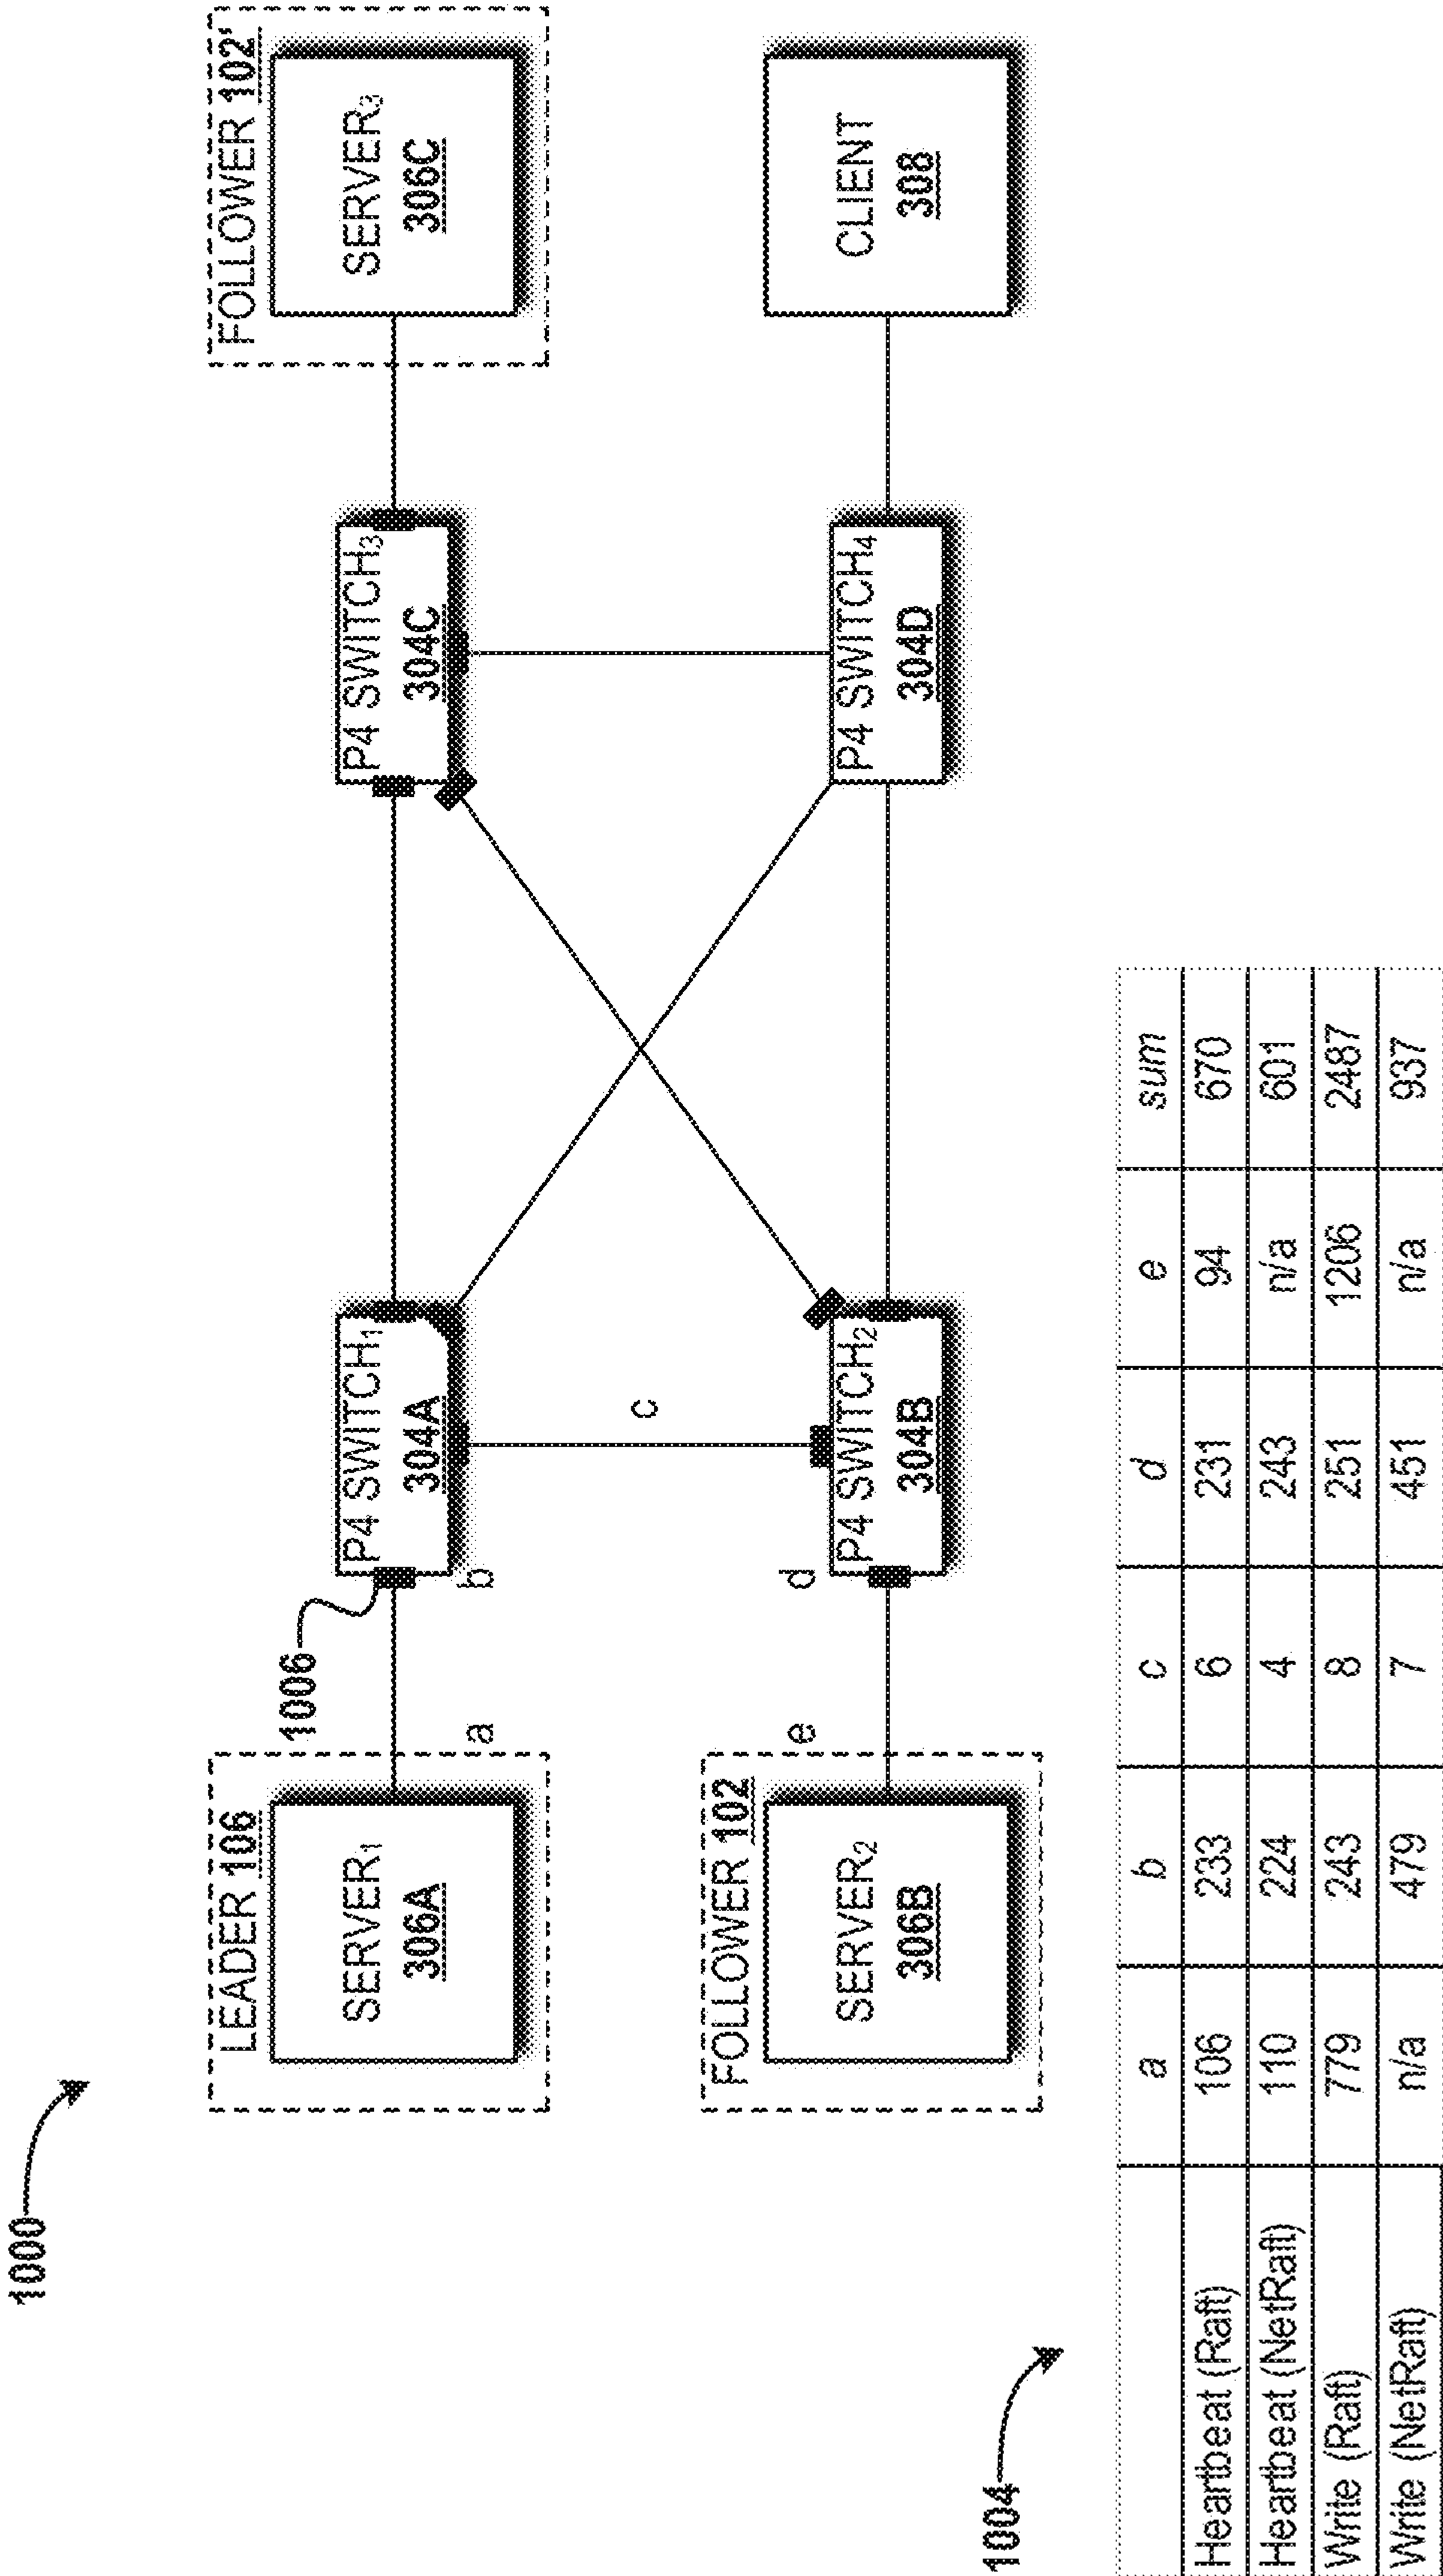 1000
LEADER 106
SERVER₁
306A
a
1006
b
P4 SWITCH₁
304A
P4 SWITCH₃
304C
FOLLOWER 102'
SERVER₃
306C
c
FOLLOWER 102
SERVER₂
306B
e
d
P4 SWITCH₂
304B
P4 SWITCH₄
304D
CLIENT
308
1004
a b c d e sum
Heartbeat (Raft) 106 233 6 231 94 670
Heartbeat (NetRaft) 110 224 4 243 n/a 601
Write (Raft) 779 243 8 251 1206 2487
Write (NetRaft) n/a 479 7 451 n/a 937